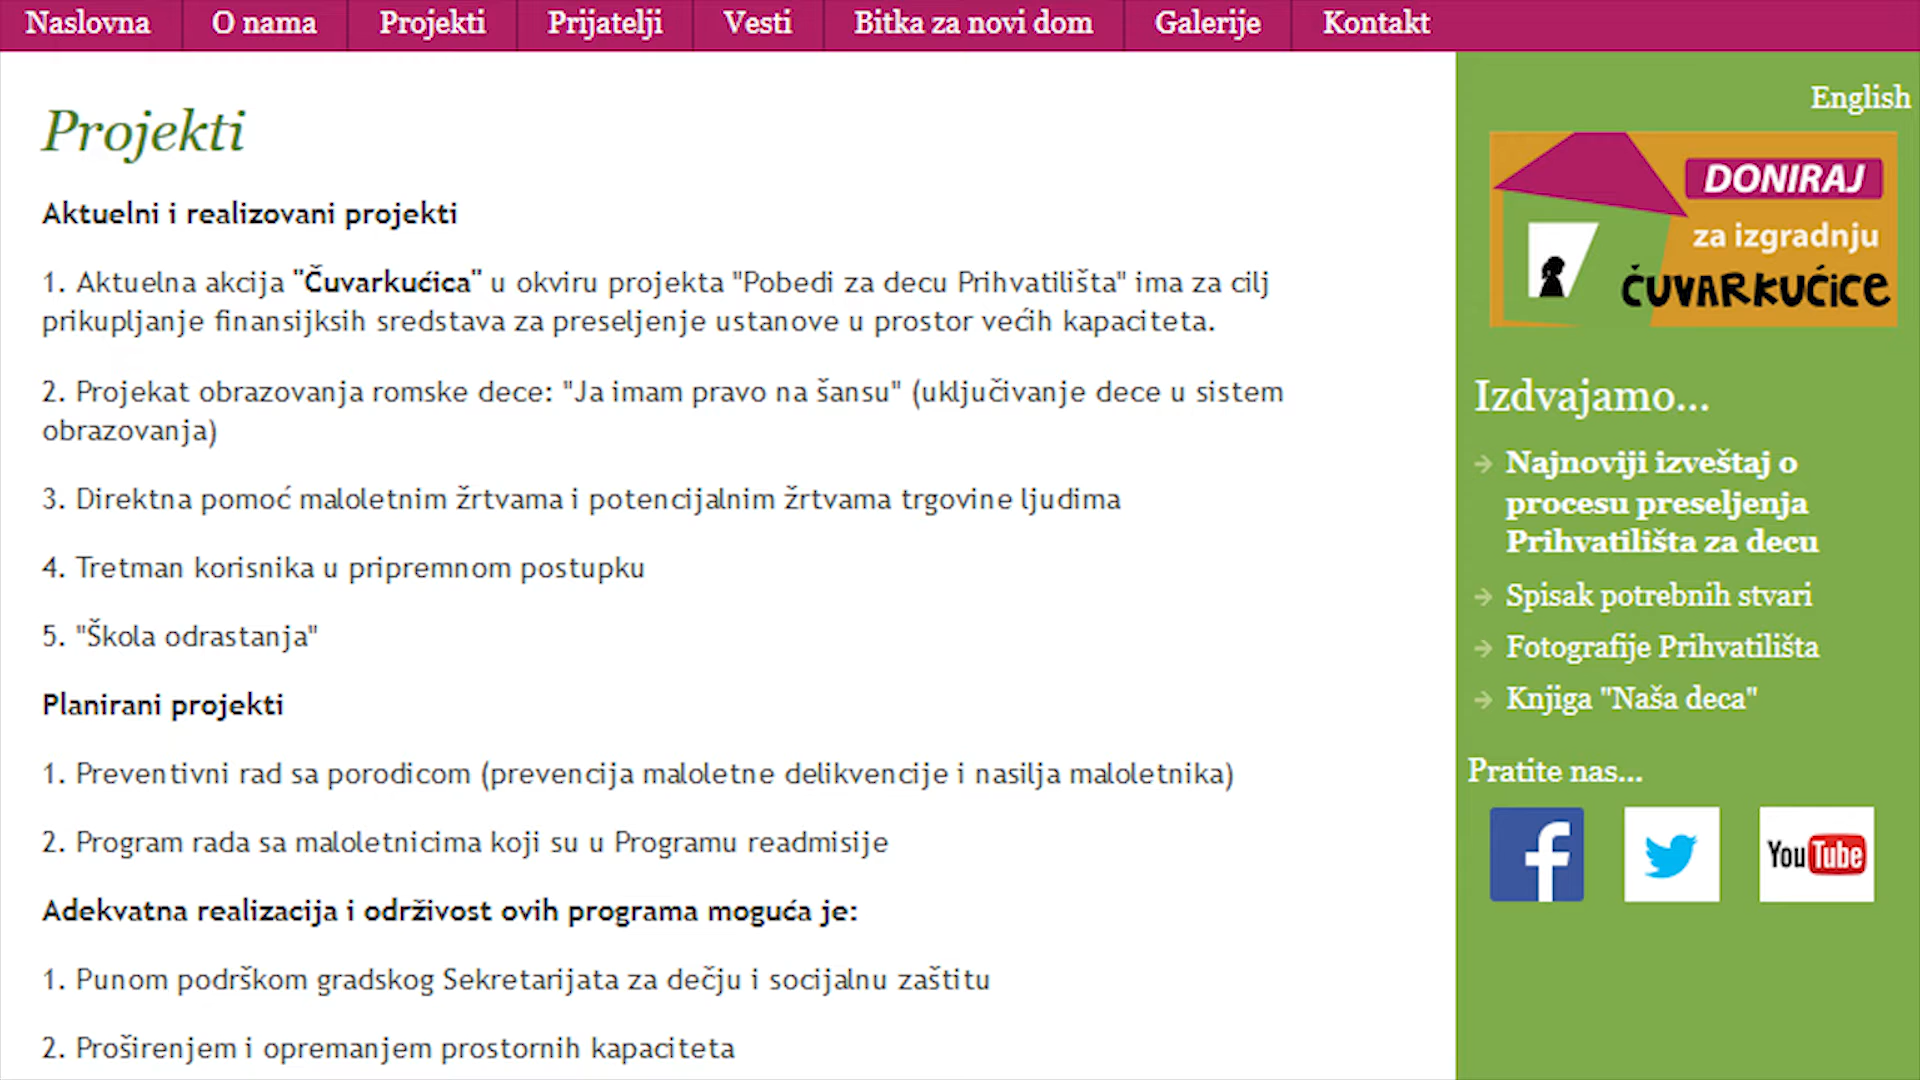 Naslovna O nama Projekti Prijatelji Vesti Bitka za novi dom Galerije Kontakt
Projekti
Aktuelni i realizovani projekti
1. Aktuelna akcija "Čuvarkućica" u okviru projekta "Pobedi za decu Prihvatilišta" ima za cilj
prikupljanje finansijksih sredstava za preseljenje ustanove u prostor većih kapaciteta.
2. Projekat obrazovanja romske dece: "Ja imam pravo na šansu" (uključivanje dece u sistem
obrazovanja)
3. Direktna pomoć maloletnim žrtvama i potencijalnim žrtvama trgovine ljudima
4. Tretman korisnika u pripremnom postupku
5. "Škola odrastanja"
Planirani projekti
1. Preventivni rad sa porodicom (prevencija maloletne delikvencije i nasilja maloletnika)
2. Program rada sa maloletnicima koji su u Programu readmisije
Adekvatna realizacija i održivost ovih programa moguća je:
1. Punom podrškom gradskog Sekretarijata za dečju i socijalnu zaštitu
2. Proširenjem i opremanjem prostornih kapaciteta
English
DONIRAJ
za izgradnju
ČUVARKUĆICE
Izdvajamo...
Najnoviji izveštaj o
procesu preseljenja
Prihvatilišta za decu
Spisak potrebnih stvari
Fotografije Prihvatilišta
Knjiga "Naša deca"
Pratite nas...
f
YouTube